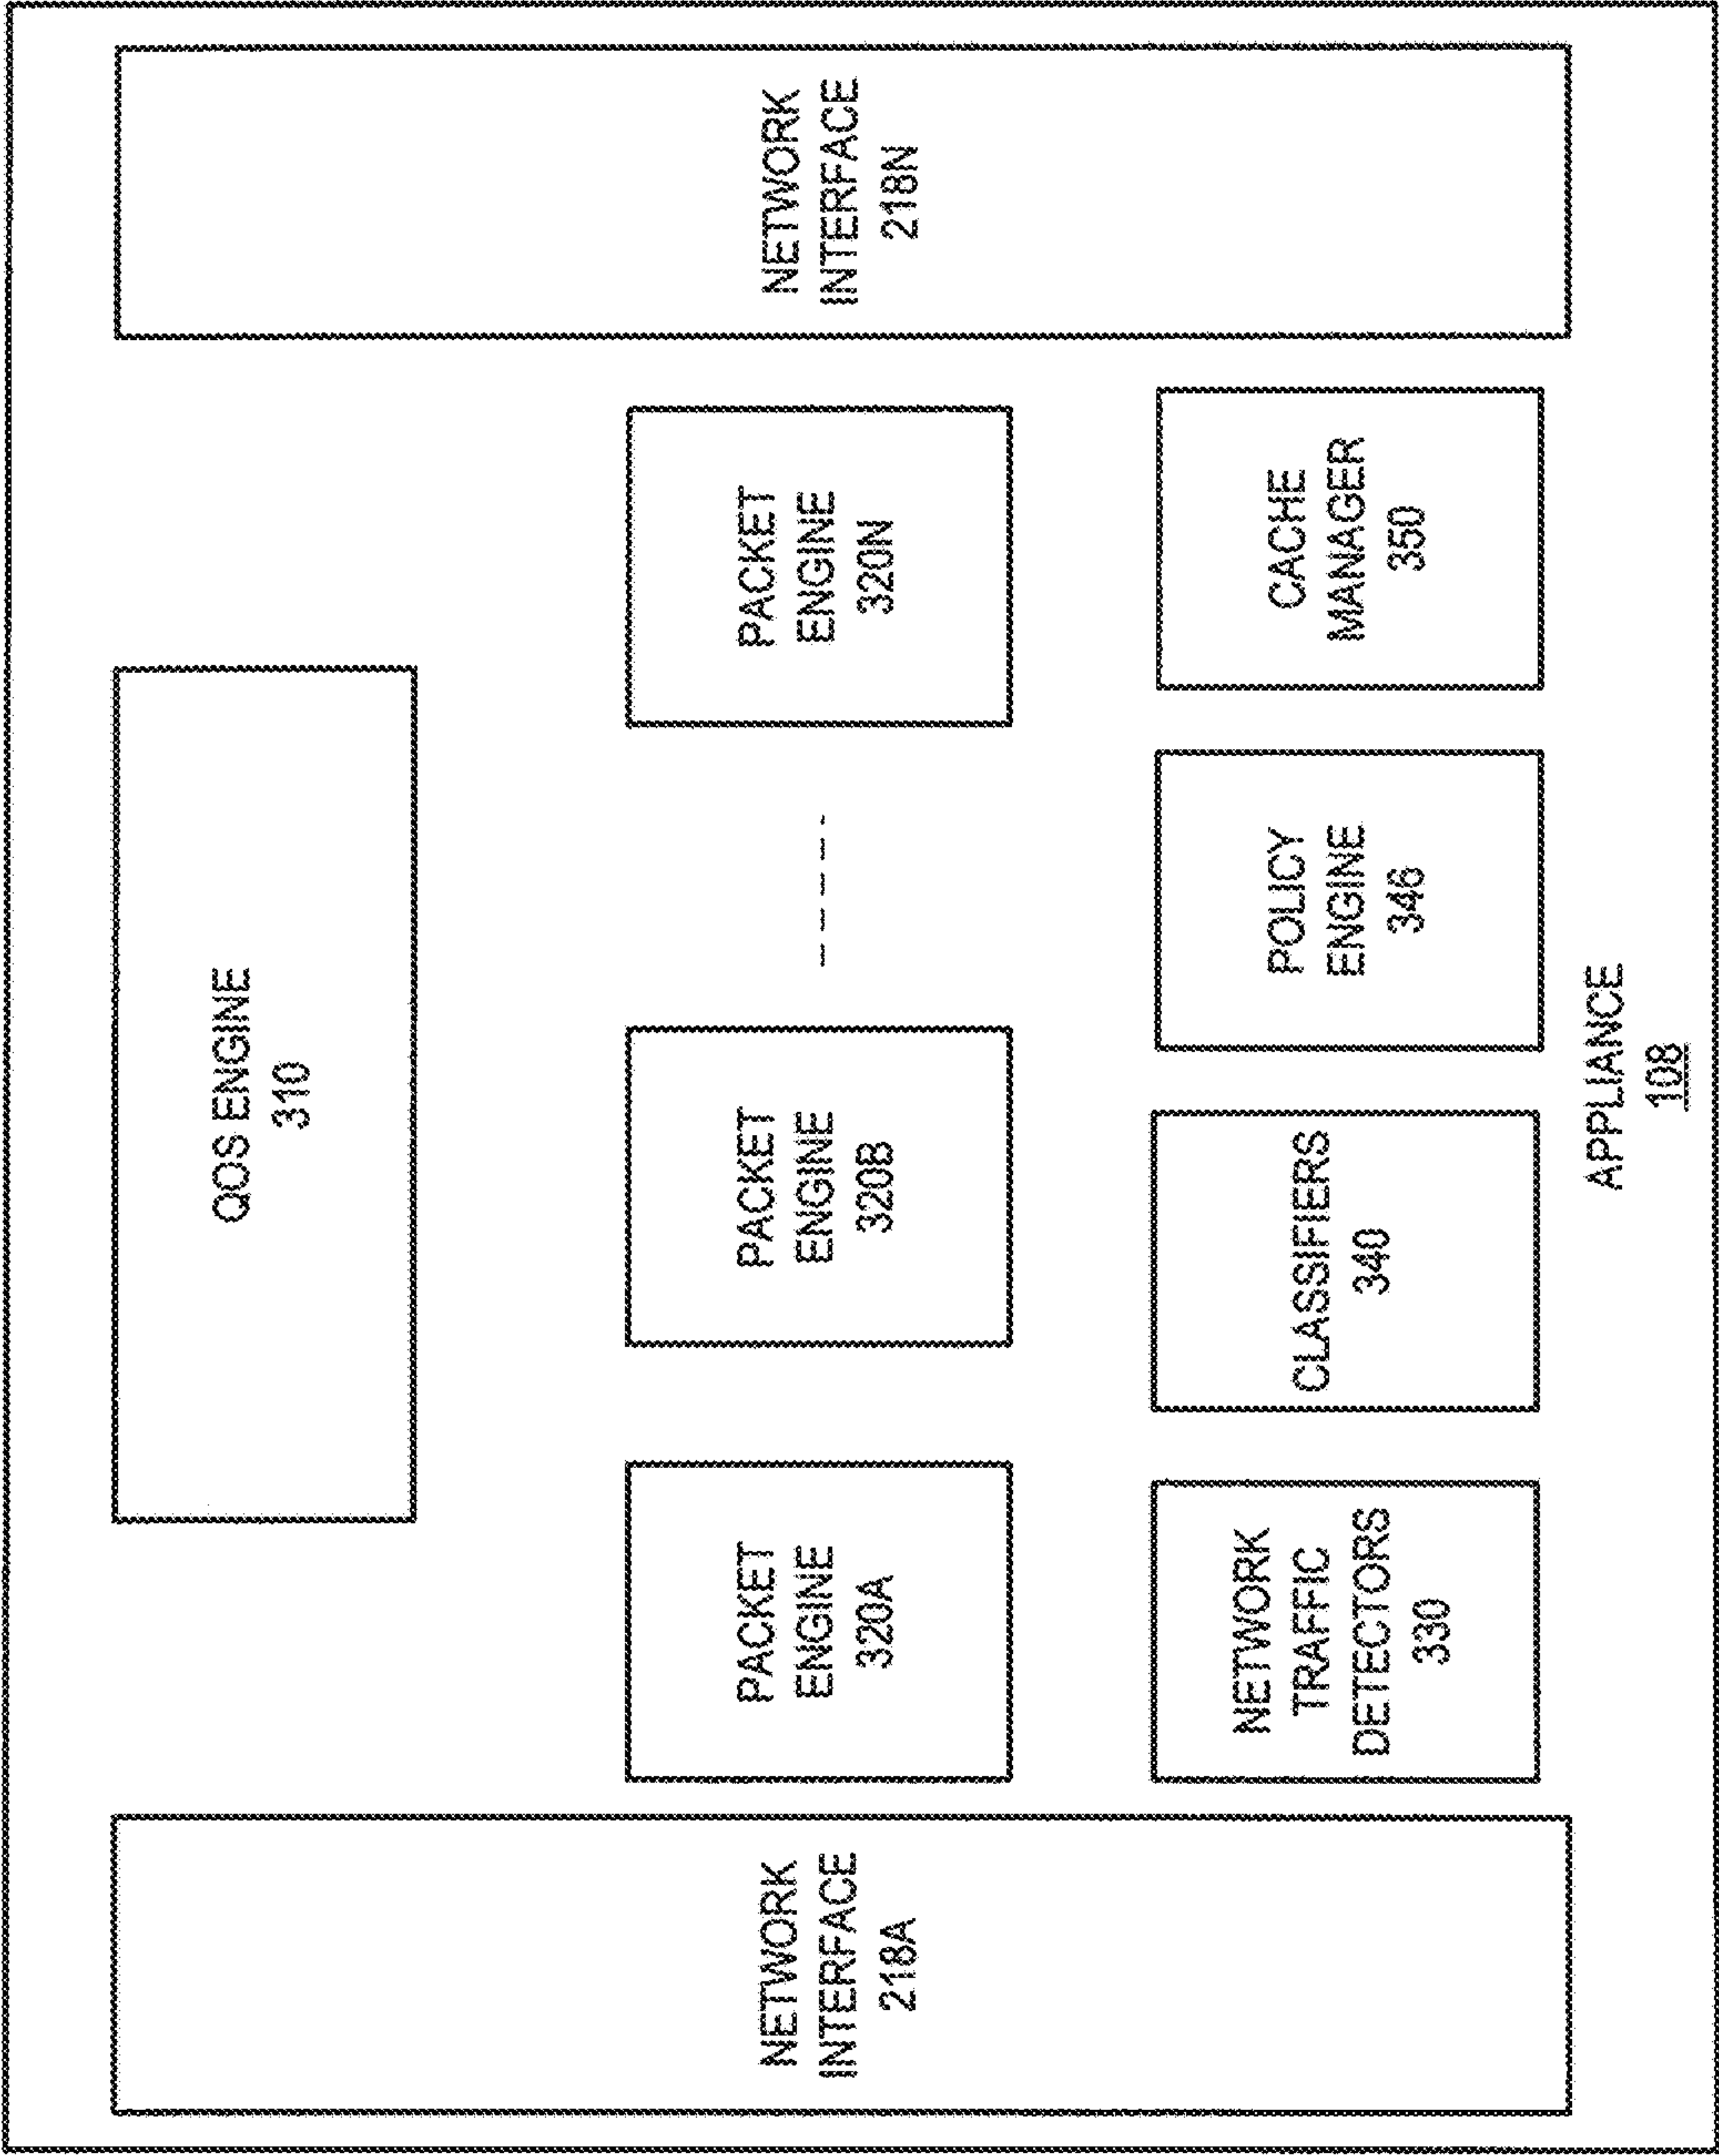 QOS ENGINE
310
NETWORK
INTERFACE
218A
PACKET
ENGINE
320A
PACKET
ENGINE
320B
PACKET
ENGINE
320N
NETWORK
INTERFACE
218N
NETWORK
TRAFFIC
DETECTORS
330
CLASSIFIERS
340
POLICY
ENGINE
346
CACHE
MANAGER
350
APPLIANCE
108